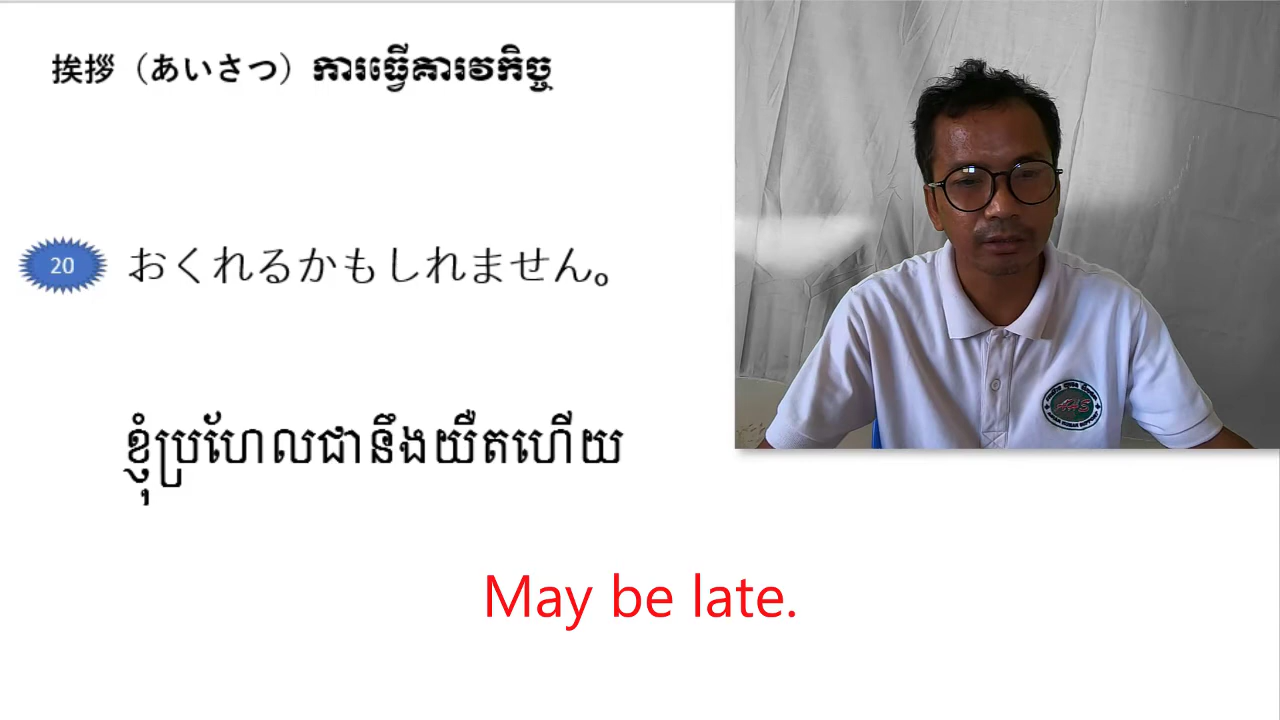 挨拶（あいさつ）ការធ្វើគារវកិច្ច
20 おくれるかもしれません。
ខ្ញុំប្រហែលជានឹងយឺតហើយ
May be late.